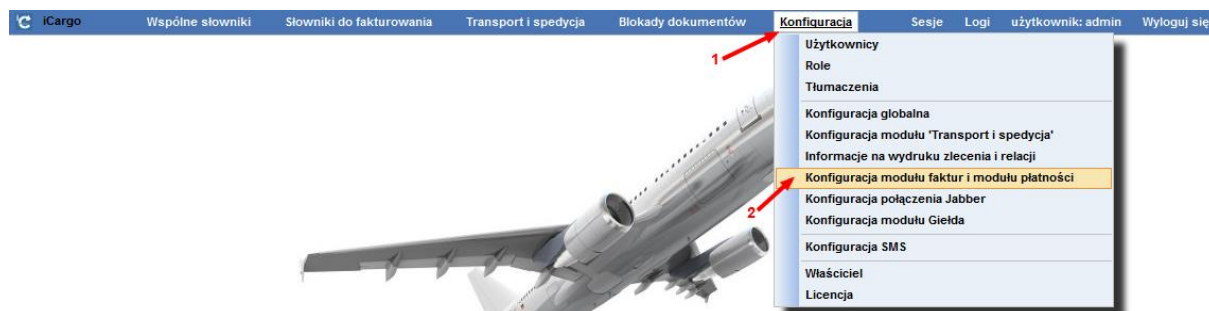 iCargo Wspólne słowniki Słowniki do fakturowania Transport i spedycja Blokady dokumentów Konfiguracja Sesje Logi użytkownik: admin Wyloguj się
1
Użytkownicy
Role
Tłumaczenia
Konfiguracja globalna
Konfiguracja modułu 'Transport i spedycja'
Informacje na wydruku zlecenia i relacji
Konfiguracja modułu faktur i modułu płatności
2
Konfiguracja połączenia Jabber
Konfiguracja modułu Giełda
Konfiguracja SMS
Właściciel
Licencja